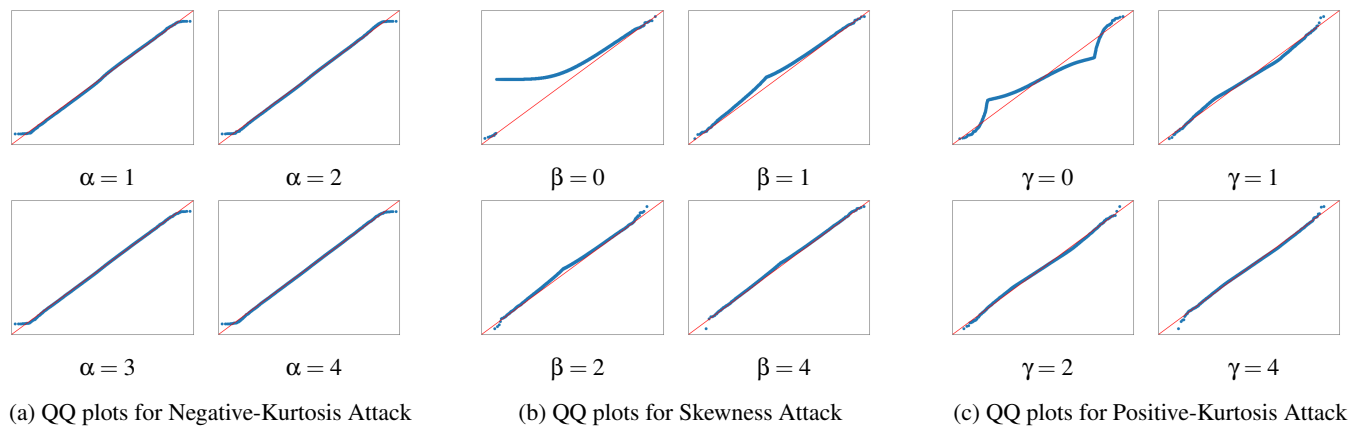 α = 1 α = 2 β = 0 β = 1 γ = 0 γ = 1
α = 3 α = 4 β = 2 β = 4 γ = 2 γ = 4
(a) QQ plots for Negative-Kurtosis Attack (b) QQ plots for Skewness Attack (c) QQ plots for Positive-Kurtosis Attack